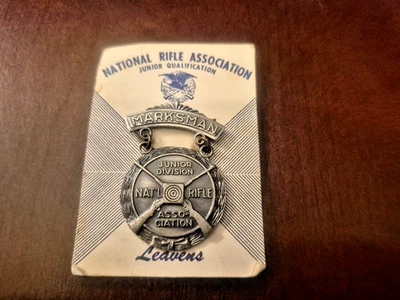 NATIONAL RIFLE ASSOCIATION
JUNIOR QUALIFICATION
MARKSMAN
JUNIOR
DIVISION
NAT'L RIFLE
ASSO-
CIATION
Leavens